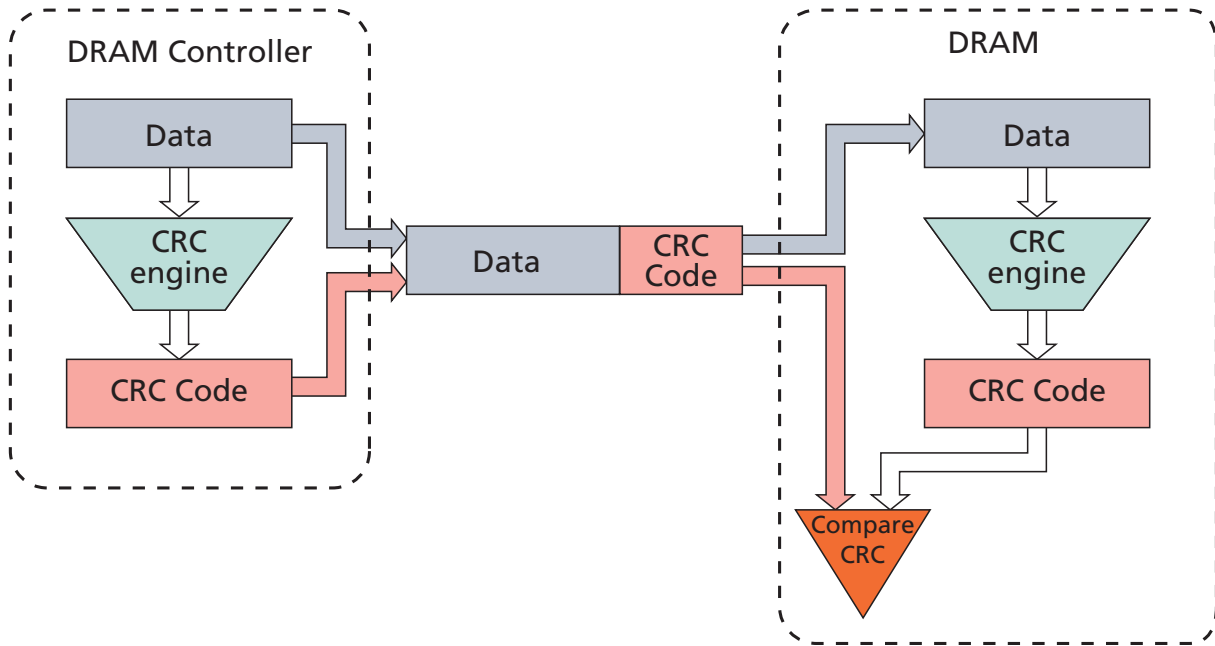 DRAM Controller
Data
CRC
engine
CRC Code
Data
CRC
Code
DRAM
Data
CRC
engine
CRC Code
Compare
CRC